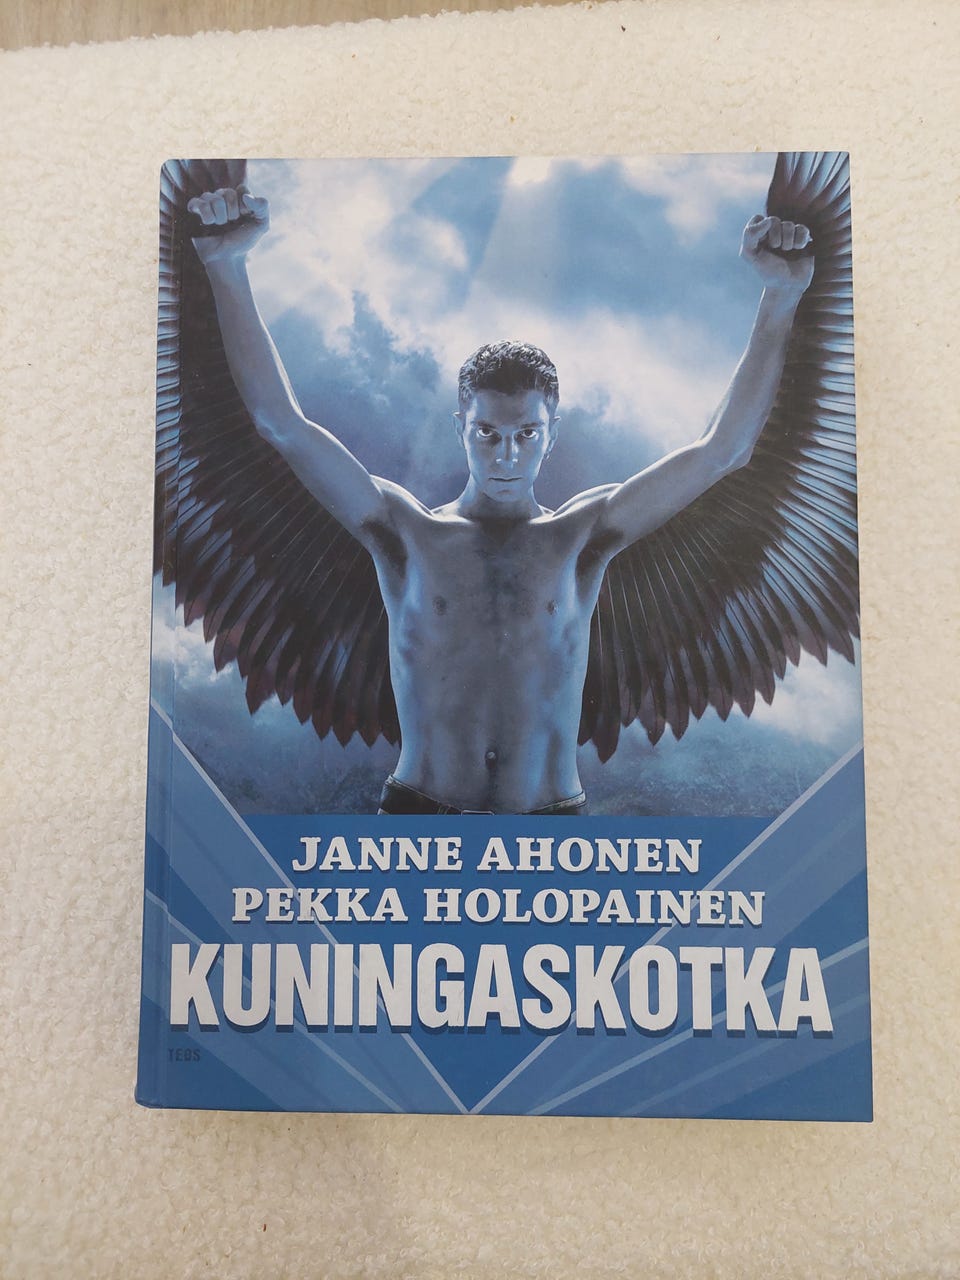 JANNE AHONEN
PEKKA HOLOPAINEN
KUNINGASKOTKA
TEOS